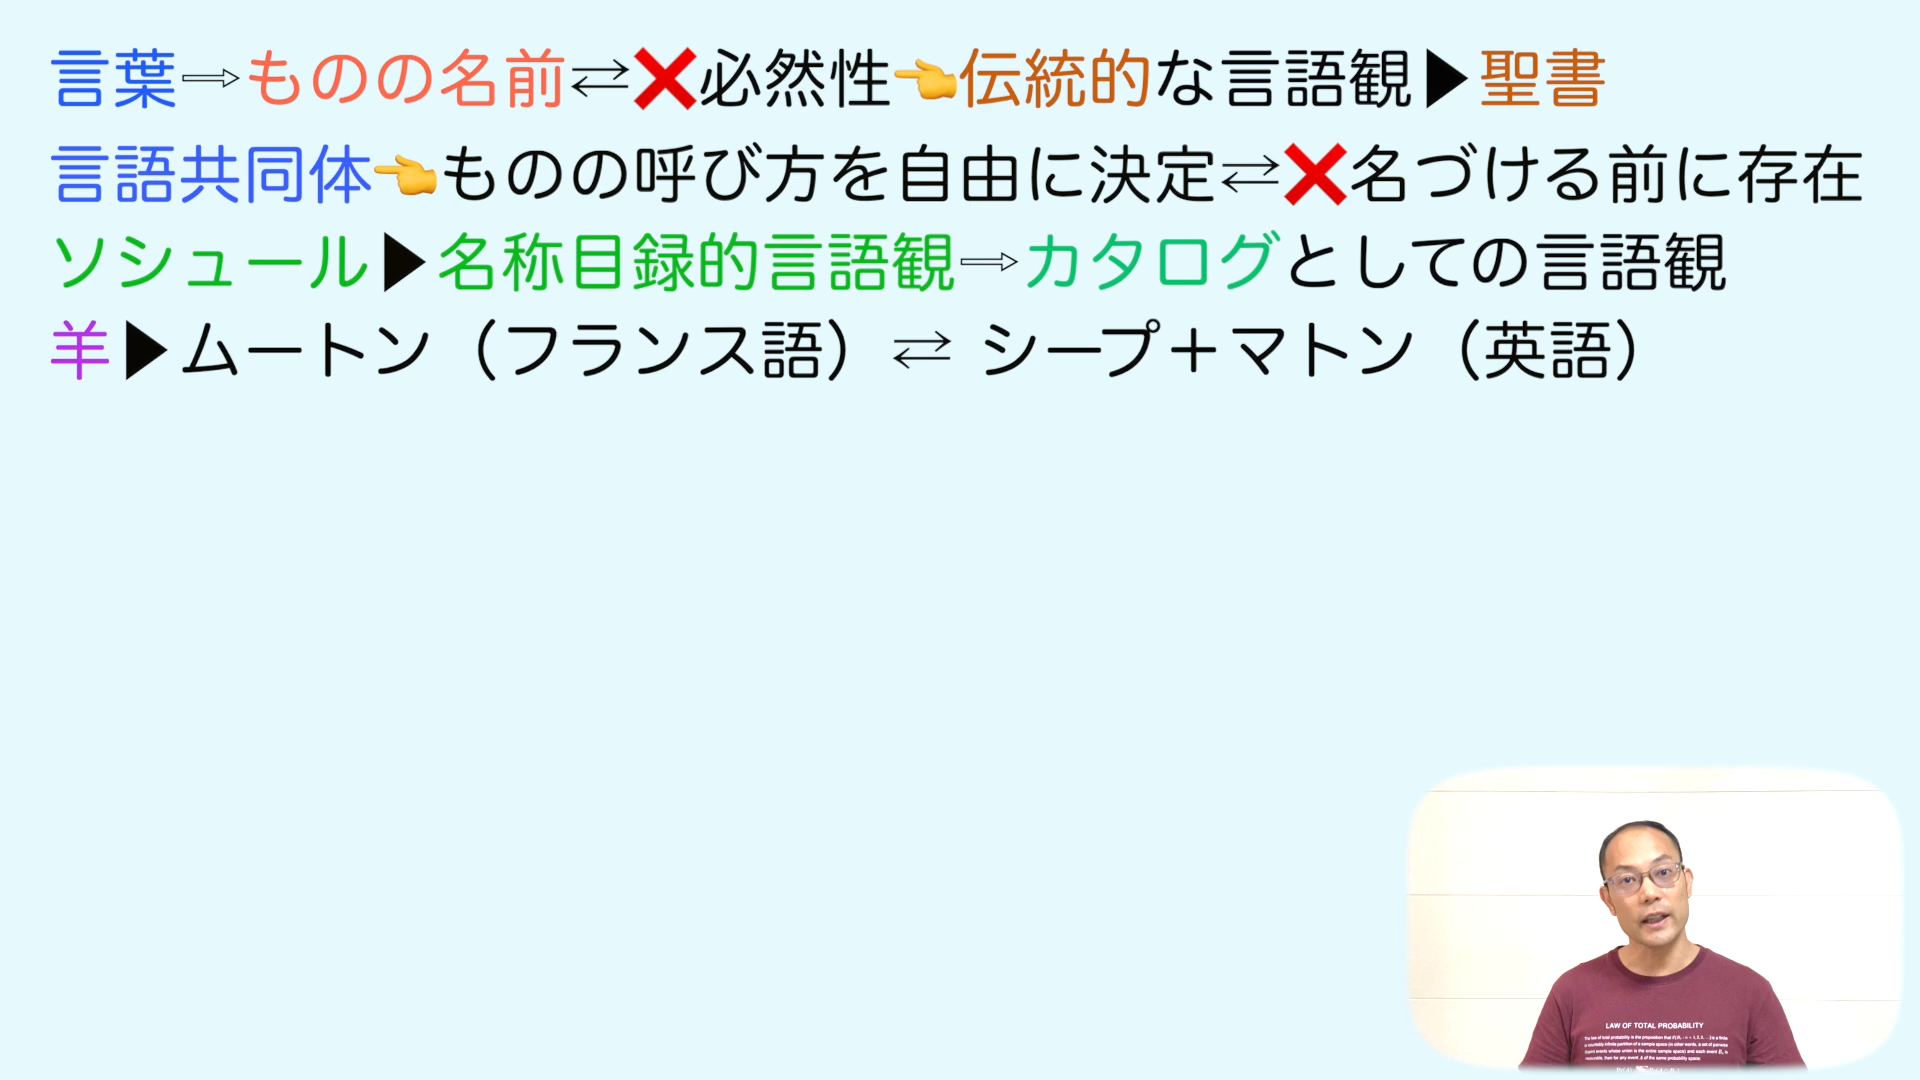 言葉⇨ものの名前⇄❌必然性👈伝統的な言語観▶聖書
言語共同体👈ものの呼び方を自由に決定⇄❌名づける前に存在
ソシュール▶名称目録的言語観⇨カタログとしての言語観
羊▶ムートン（フランス語）⇄ シープ＋マトン（英語）
LAW OF TOTAL PROBABILITY